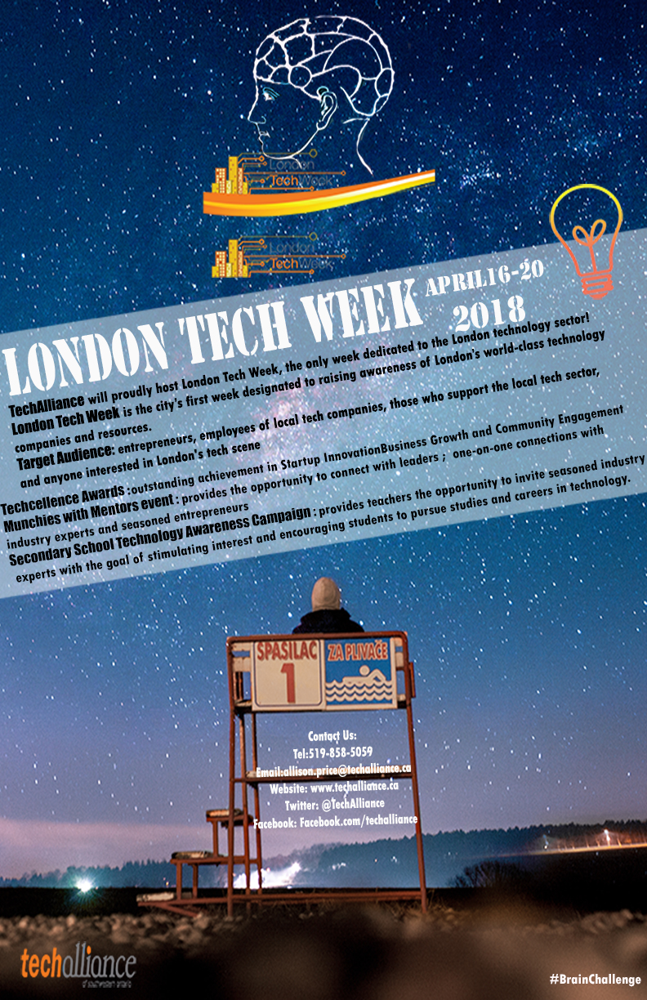 London
TechWeek
London
TechWeek
LONDON TECH WEEK
APRIL16-20
2018
TechAlliance will proudly host London Tech Week, the only week dedicated to the London technology sector!
London Tech Week is the city's first week designated to raising awareness of London's world-class technology
companies and resources.
Target Audience: entrepreneurs, employees of local tech companies, those who support the local tech sector,
and anyone interested in London's tech scene
Techcellence Awards :outstanding achievement in Startup InnovationBusiness Growth and Community Engagement
Munchies with Mentors event : provides the opportunity to connect with leaders ; one-on-one connections with
industry experts and seasoned entrepreneurs
Secondary School Technology Awareness Campaign : provides teachers the opportunity to invite seasoned industry
experts with the goal of stimulating interest and encouraging students to pursue studies and careers in technology.
SPASILAC
1
ZA PLIVAČE
Contact Us:
Tel:519-858-5059
Email:allison.price@techalliance.ca
Website: www.techalliance.ca
Twitter: @TechAlliance
Facebook: Facebook.com/techalliance
techalliance
of southwestern ontario
#BrainChallenge